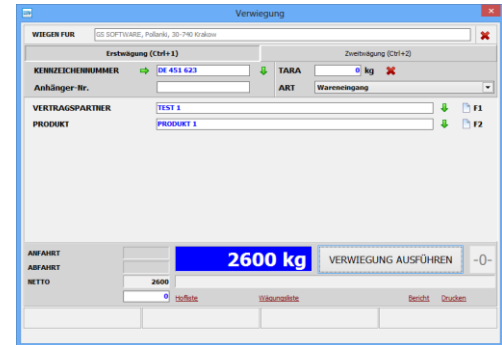 Verwiegung
WIEGEN FUR GS SOFTWARE, Pollanki, 30-740 Krakow
Erstwägung (Ctrl+1) Zweitwägung (Ctrl+2)
KENNZEICHENNUMMER DE 451 623 TARA 0 kg
Anhänger-Nr. ART Wareneingang
VERTRAGSPARTNER TEST 1 F1
PRODUKT PRODUKT 1 F2
ANFAHRT
ABFAHRT
2600 kg VERWIEGUNG AUSFÜHREN -0-
NETTO 2600
0 Hofliste Wägungsliste Bericht Drucken